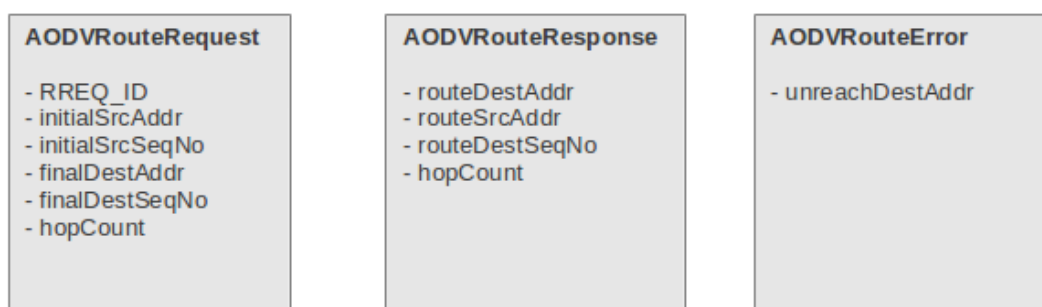 AODVRouteRequest
- RREQ_ID
- initialSrcAddr
- initialSrcSeqNo
- finalDestAddr
- finalDestSeqNo
- hopCount
AODVRouteResponse
- routeDestAddr
- routeSrcAddr
- routeDestSeqNo
- hopCount
AODVRouteError
- unreachDestAddr